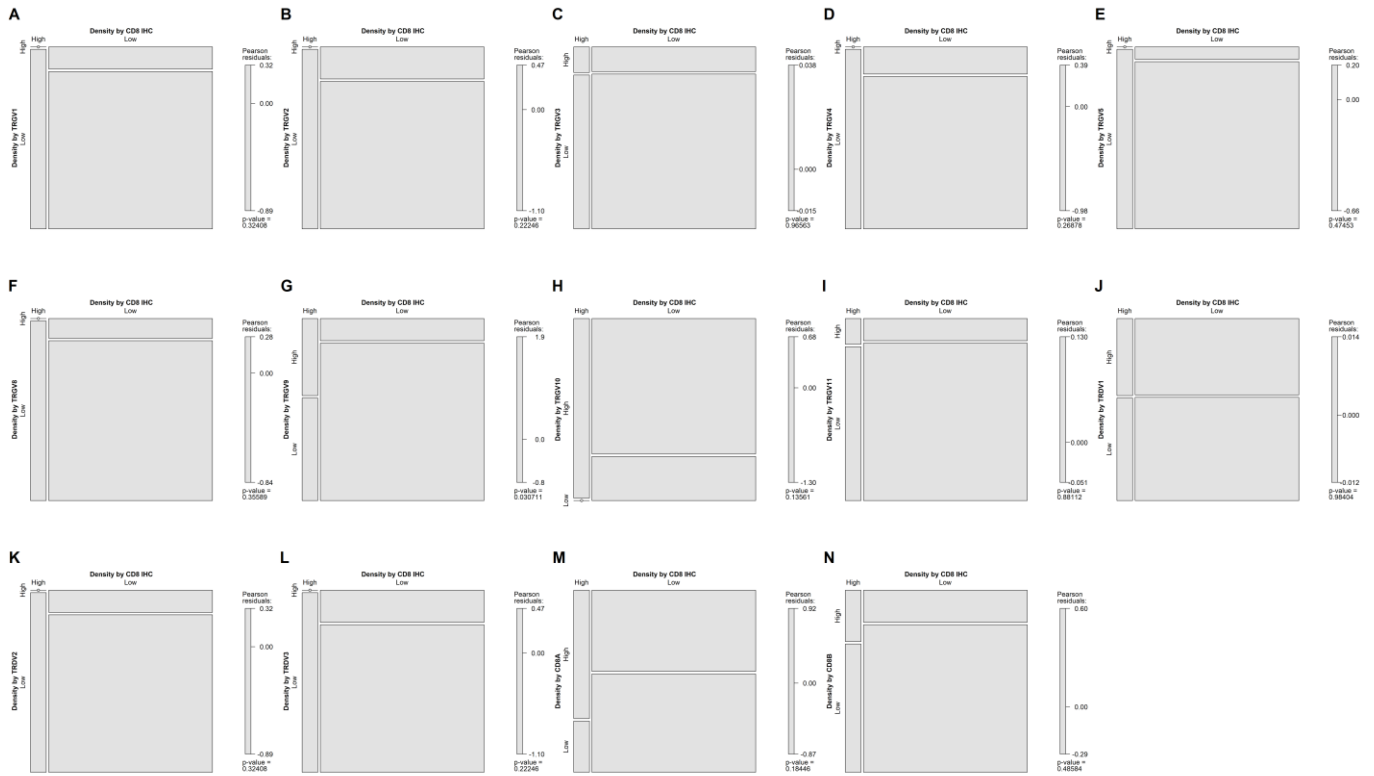 A
Density by CD8 IHC
High Low
High
Low
Density by TRGV1
Pearson
residuals:
0.32
0.00
-0.89
p-value =
0.32408
B
Density by CD8 IHC
High Low
High
Low
Density by TRGV2
Pearson
residuals:
0.47
0.00
-1.10
p-value =
0.22246
C
Density by CD8 IHC
High Low
High
Low
Density by TRGV3
Pearson
residuals:
0.038
0.000
-0.015
p-value =
0.96563
D
Density by CD8 IHC
High Low
High
Low
Density by TRGV4
Pearson
residuals:
0.39
0.00
-0.98
p-value =
0.26878
E
Density by CD8 IHC
High Low
High
Low
Density by TRGV5
Pearson
residuals:
0.20
0.00
-0.66
p-value =
0.47453
F
Density by CD8 IHC
High Low
High
Low
Density by TRGV8
Pearson
residuals:
0.28
0.00
-0.84
p-value =
0.35589
G
Density by CD8 IHC
High Low
High
Low
Density by TRGV9
Pearson
residuals:
1.9
0.0
-0.8
p-value =
0.030711
H
Density by CD8 IHC
High Low
High
Low
Density by TRGV10
Pearson
residuals:
0.68
0.00
-1.30
p-value =
0.13561
I
Density by CD8 IHC
High Low
High
Low
Density by TRGV11
Pearson
residuals:
0.130
0.000
-0.051
p-value =
0.88112
J
Density by CD8 IHC
High Low
High
Low
Density by TRDV1
Pearson
residuals:
0.014
0.000
-0.012
p-value =
0.98404
K
Density by CD8 IHC
High Low
High
Low
Density by TRDV2
Pearson
residuals:
0.32
0.00
-0.89
p-value =
0.32408
L
Density by CD8 IHC
High Low
High
Low
Density by TRDV3
Pearson
residuals:
0.47
0.00
-1.10
p-value =
0.22246
M
Density by CD8 IHC
High Low
High
Low
Density by CD8A
Pearson
residuals:
0.92
0.00
-0.87
p-value =
0.18446
N
Density by CD8 IHC
High Low
High
Low
Density by CD8B
Pearson
residuals:
0.60
0.00
-0.29
p-value =
0.48584